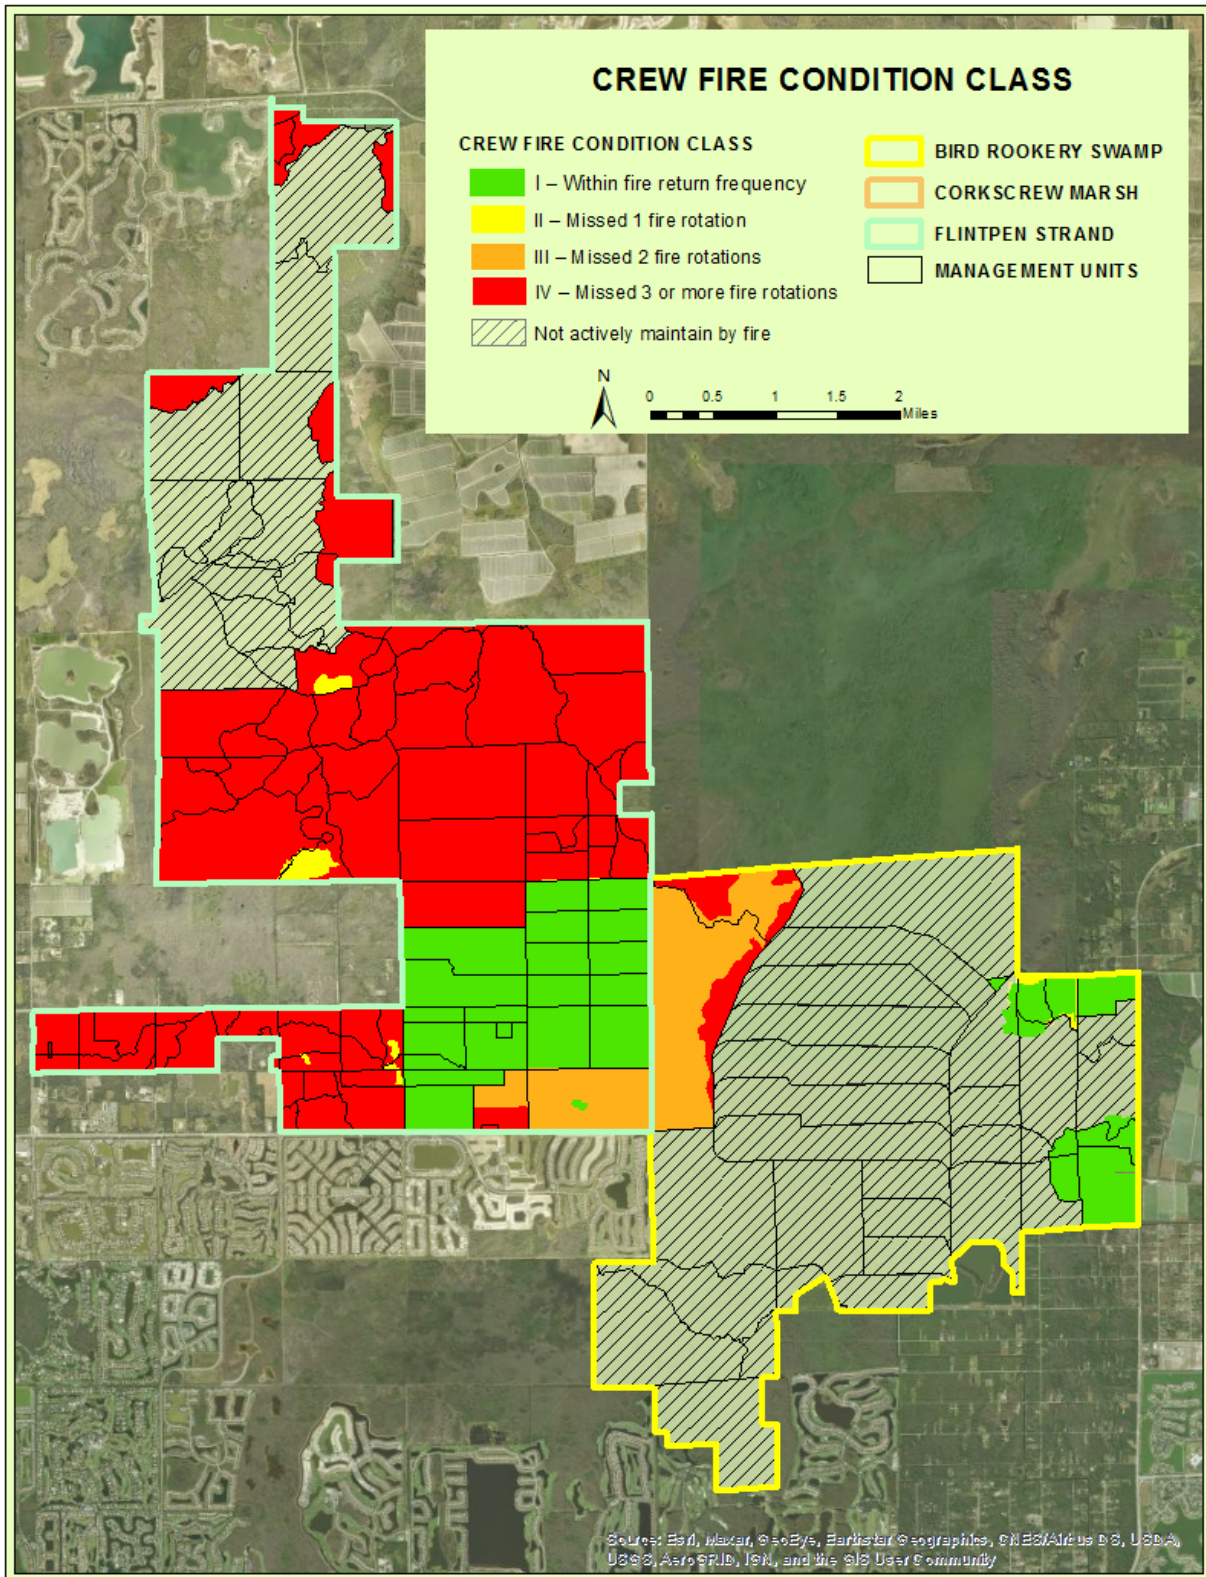 CREW FIRE CONDITION CLASS
CREW FIRE CONDITION CLASS
I – Within fire return frequency
II – Missed 1 fire rotation
III – Missed 2 fire rotations
IV – Missed 3 or more fire rotations
Not actively maintain by fire
BIRD ROOKERY SWAMP
CORKSCREW MARSH
FLINTPEN STRAND
MANAGEMENT UNITS
N
0 0.5 1 1.5 2
Miles
Source: Esri, Maxar, GeoEye, Earthstar Geographics, CNES/Airbus DS, USDA,
USGS, AeroGRID, IGN, and the GIS User Community